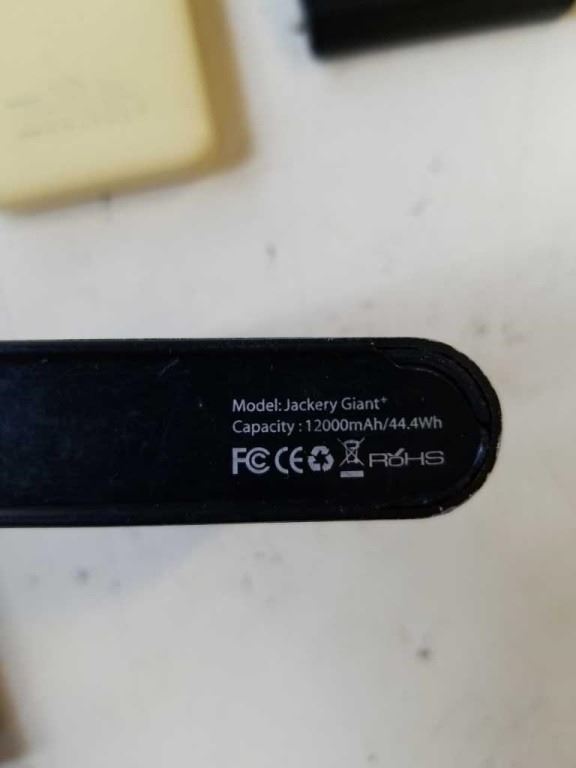 Model: Jackery Giant⁺
Capacity : 12000mAh/44.4Wh
FC CE RoHS